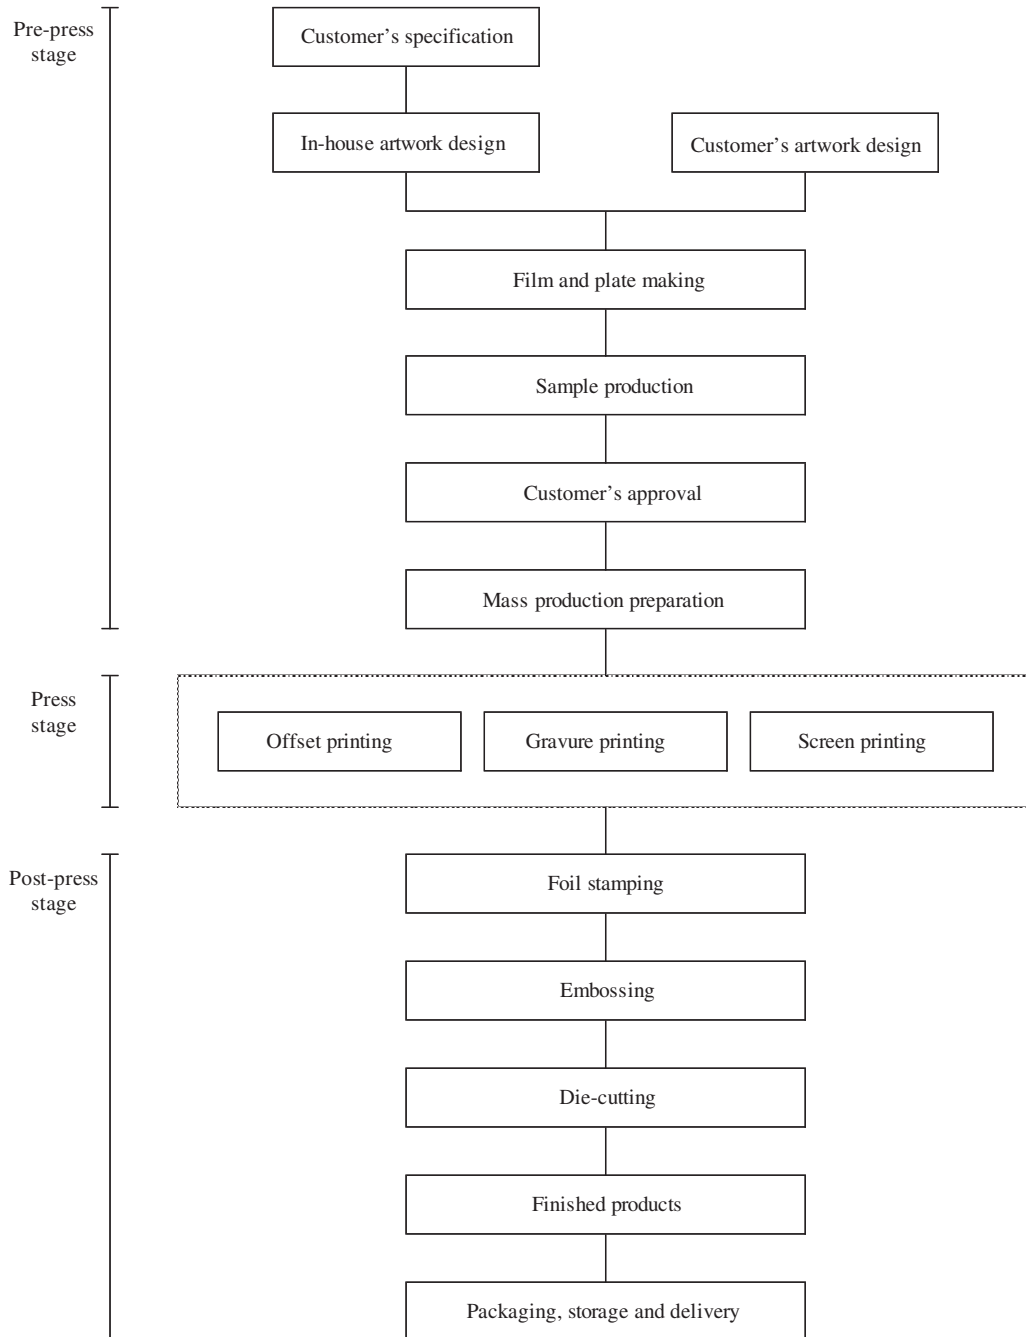 Pre-press
stage
Customer’s specification
In-house artwork design
Customer’s artwork design
Film and plate making
Sample production
Customer’s approval
Mass production preparation
Press
stage
Offset printing
Gravure printing
Screen printing
Post-press
stage
Foil stamping
Embossing
Die-cutting
Finished products
Packaging, storage and delivery